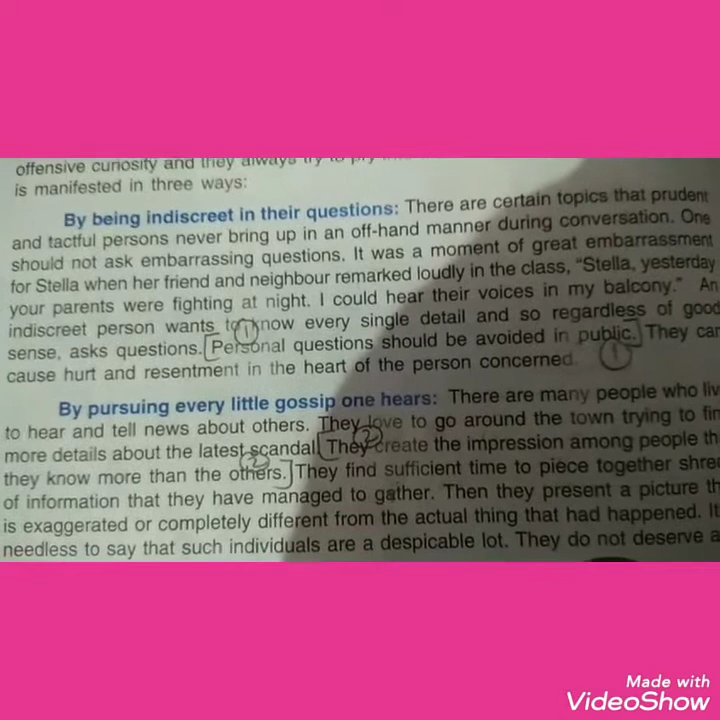 offensive curiosity and they always try to pry
is manifested in three ways:
By being indiscreet in their questions: There are certain topics that prudent
and tactful persons never bring up in an off-hand manner during conversation. One
should not ask embarrassing questions. It was a moment of great embarrassment
for Stella when her friend and neighbour remarked loudly in the class, "Stella, yesterday
your parents were fighting at night. I could hear their voices in my balcony." An
indiscreet person wants to know every single detail and so regardless of good
sense, asks questions. Personal questions should be avoided in public. They can
cause hurt and resentment in the heart of the person concerned.
By pursuing every little gossip one hears: There are many people who
to hear and tell news about others. They love to go around the town trying to
more details about the latest scandal. They create the impression among people
they know more than the others. They find sufficient time to piece together
of information that they have managed to gather. Then they present a picture
is exaggerated or completely different from the actual thing that had happened. It
needless to say that such individuals are a despicable lot. They do not deserve
1
1
2
2
Made with
VideoShow